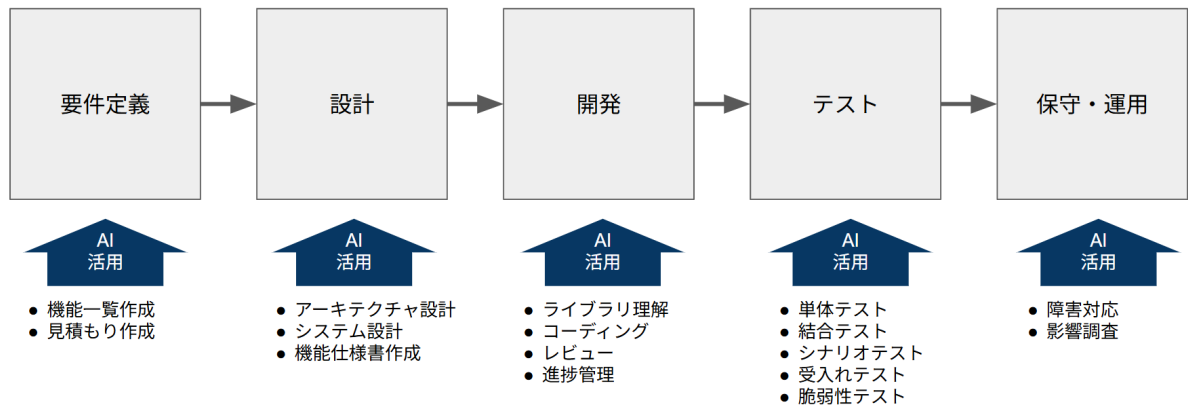 要件定義
設計
開発
テスト
保守・運用
AI
活用
AI
活用
AI
活用
AI
活用
AI
活用
● 機能一覧作成
● 見積もり作成
● アーキテクチャ設計
● システム設計
● 機能仕様書作成
● ライブラリ理解
● コーディング
● レビュー
● 進捗管理
● 単体テスト
● 結合テスト
● シナリオテスト
● 受入れテスト
● 脆弱性テスト
● 障害対応
● 影響調査